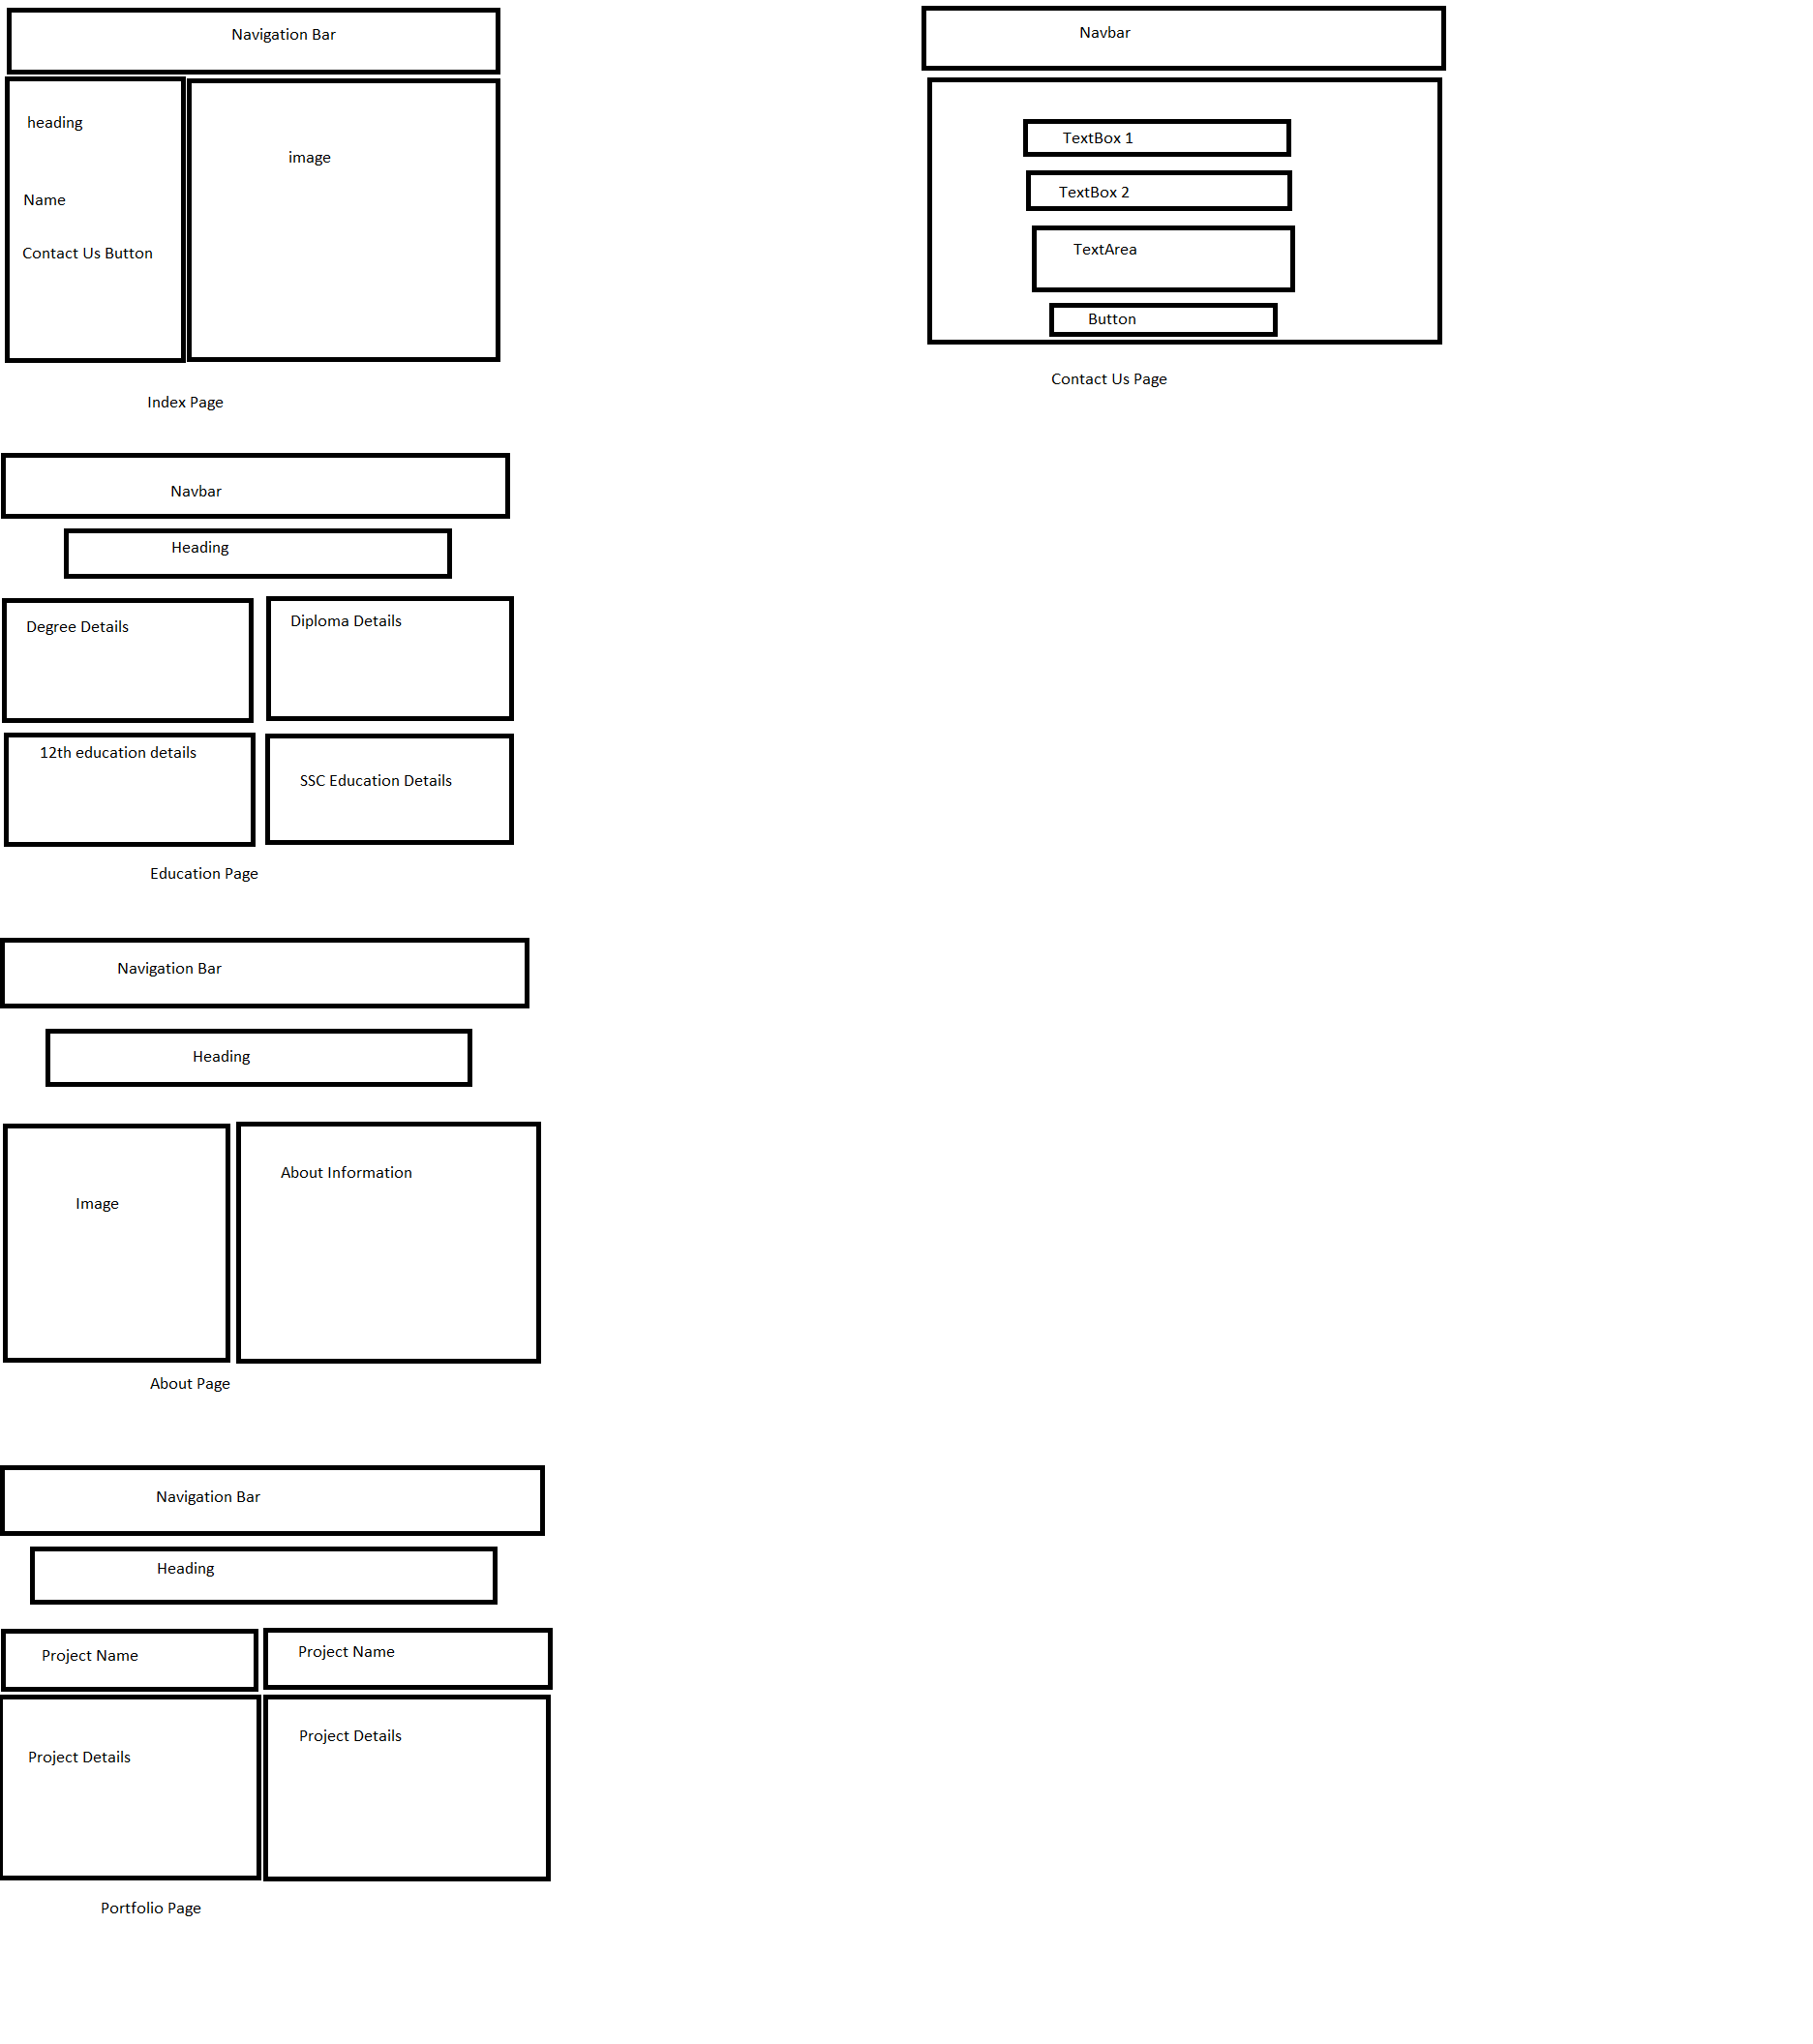 Navigation Bar
heading
image
Name
Contact Us Button
Index Page
Navbar
TextBox 1
TextBox 2
TextArea
Button
Contact Us Page
Navbar
Heading
Degree Details
Diploma Details
12th education details
SSC Education Details
Education Page
Navigation Bar
Heading
Image
About Information
About Page
Navigation Bar
Heading
Project Name
Project Name
Project Details
Project Details
Portfolio Page